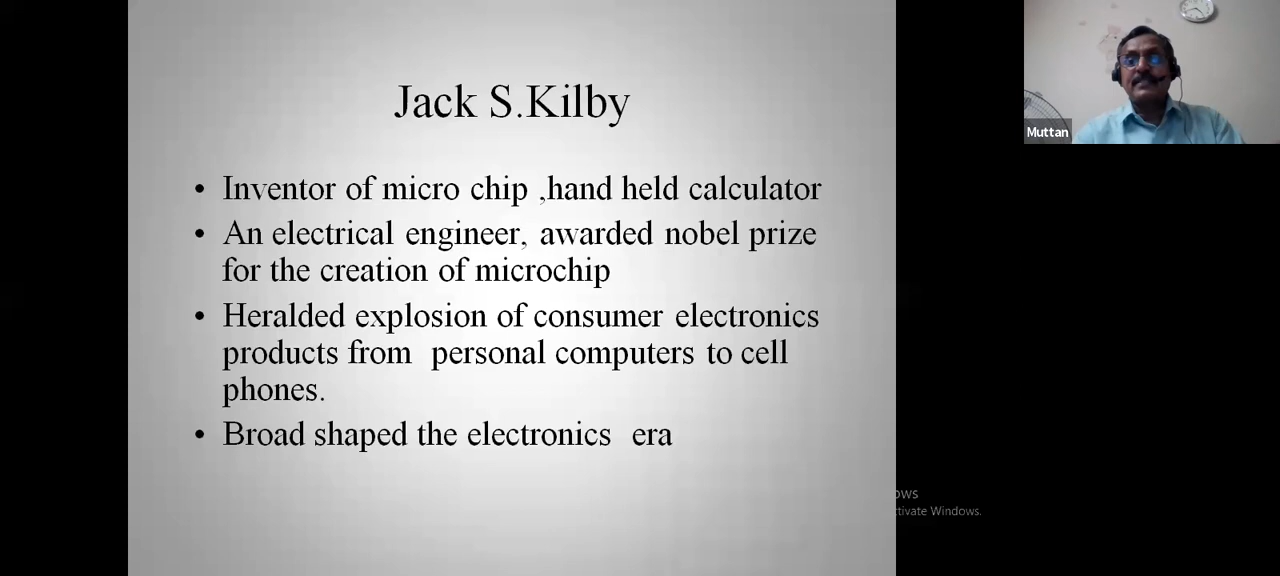 Jack S.Kilby
• Inventor of micro chip ,hand held calculator
• An electrical engineer, awarded nobel prize
for the creation of microchip
• Heralded explosion of consumer electronics
products from  personal computers to cell
phones.
• Broad shaped the electronics  era
Muttan
Windows.